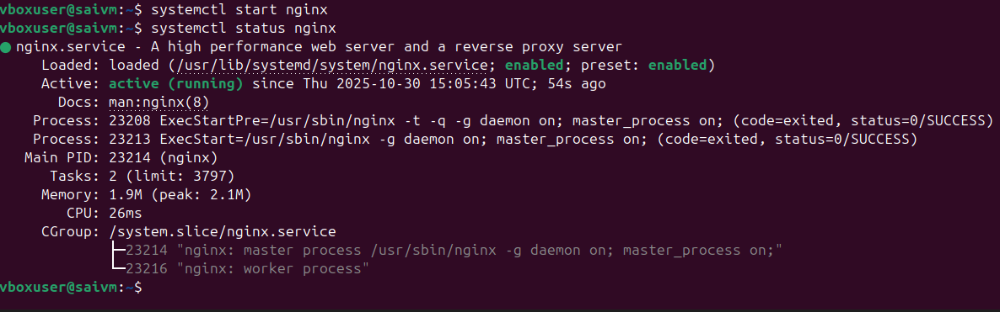 vboxuser@saivm:~$ systemctl start nginx
vboxuser@saivm:~$ systemctl status nginx
● nginx.service - A high performance web server and a reverse proxy server
     Loaded: loaded (/usr/lib/systemd/system/nginx.service; enabled; preset: enabled)
     Active: active (running) since Thu 2025-10-30 15:05:43 UTC; 54s ago
       Docs: man:nginx(8)
    Process: 23208 ExecStartPre=/usr/sbin/nginx -t -q -g daemon on; master_process on; (code=exited, status=0/SUCCESS)
    Process: 23213 ExecStart=/usr/sbin/nginx -g daemon on; master_process on; (code=exited, status=0/SUCCESS)
   Main PID: 23214 (nginx)
      Tasks: 2 (limit: 3797)
     Memory: 1.9M (peak: 2.1M)
        CPU: 26ms
     CGroup: /system.slice/nginx.service
             ├─23214 "nginx: master process /usr/sbin/nginx -g daemon on; master_process on;"
             └─23216 "nginx: worker process"
vboxuser@saivm:~$